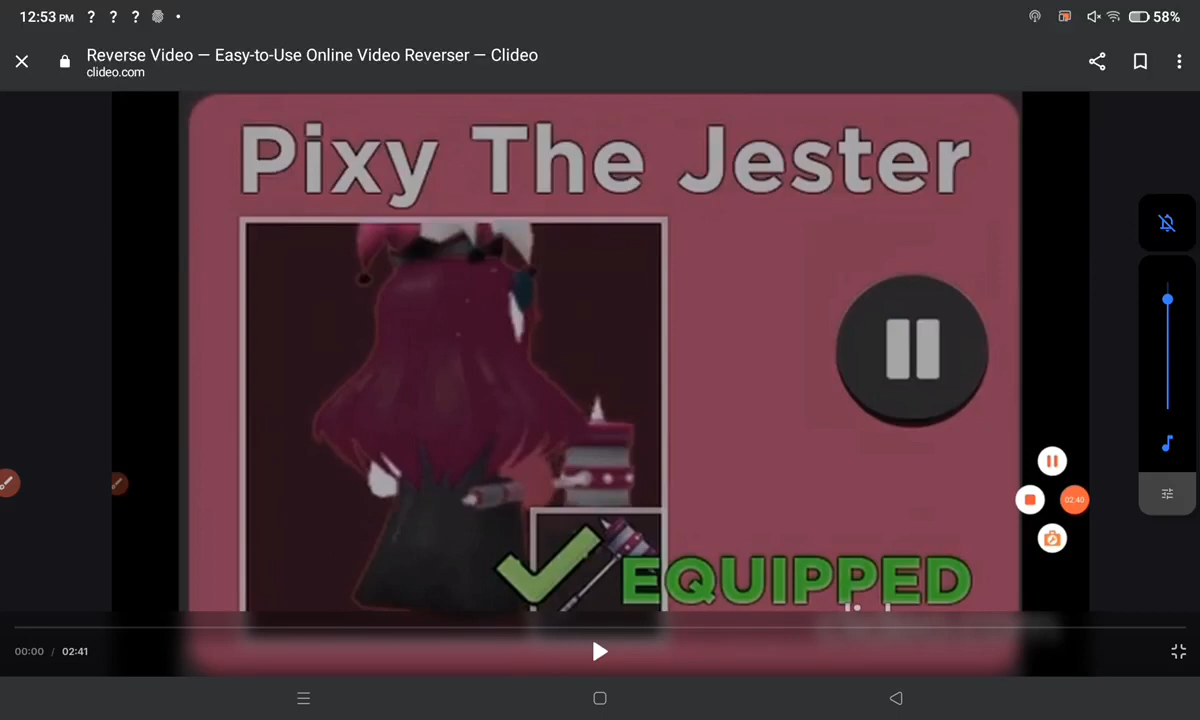 12:53 PM ? ? ? 58%
Reverse Video — Easy-to-Use Online Video Reverser — Clideo
clideo.com
Pixy The Jester
02:40
EQUIPPED
00:00 / 02:41